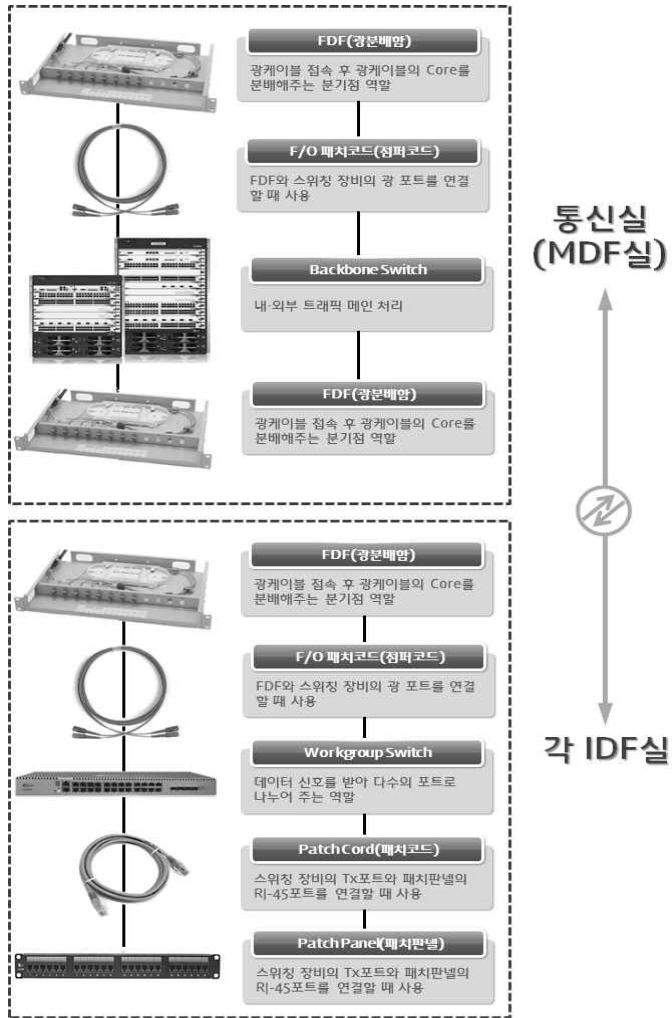 FDF(광분배함)
광케이블 접속 후 광케이블의 Core를
분배해주는 분기점 역할
F/O 패치코드(점퍼코드)
FDF와 스위칭 장비의 광 포트를 연결
할 때 사용
Backbone Switch
내·외부 트래픽 메인 처리
FDF(광분배함)
광케이블 접속 후 광케이블의 Core를
분배해주는 분기점 역할
통신실
(MDF실)
FDF(광분배함)
광케이블 접속 후 광케이블의 Core를
분배해주는 분기점 역할
F/O 패치코드(점퍼코드)
FDF와 스위칭 장비의 광 포트를 연결
할 때 사용
Workgroup Switch
데이터 신호를 받아 다수의 포트로
나누어 주는 역할
Patch Cord(패치코드)
스위칭 장비의 Tx포트와 패치판넬의
RJ-45포트를 연결할 때 사용
Patch Panel(패치판넬)
스위칭 장비의 Tx포트와 패치판넬의
RJ-45포트를 연결할 때 사용
각 IDF실